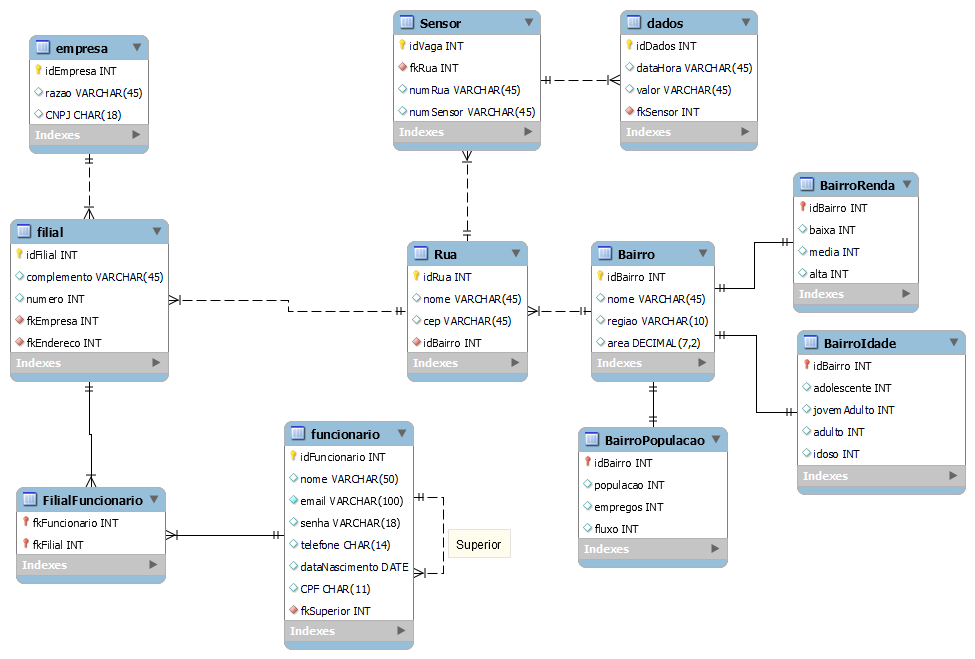 empresa
idEmpresa INT
razao VARCHAR(45)
CNPJ CHAR(18)
Indexes
Sensor
idVaga INT
fkRua INT
numRua VARCHAR(45)
numSensor VARCHAR(45)
Indexes
dados
idDados INT
dataHora VARCHAR(45)
valor VARCHAR(45)
fkSensor INT
Indexes
BairroRenda
idBairro INT
baixa INT
media INT
alta INT
Indexes
filial
idFilial INT
complemento VARCHAR(45)
numero INT
fkEmpresa INT
fkEndereco INT
Indexes
Rua
idRua INT
nome VARCHAR(45)
cep VARCHAR(45)
idBairro INT
Indexes
Bairro
idBairro INT
nome VARCHAR(45)
regiao VARCHAR(10)
area DECIMAL(7,2)
Indexes
BairroIdade
idBairro INT
adolescente INT
jovemAdulto INT
adulto INT
idoso INT
Indexes
BairroPopulacao
idBairro INT
populacao INT
empregos INT
fluxo INT
Indexes
funcionario
idFuncionario INT
nome VARCHAR(50)
email VARCHAR(100)
senha VARCHAR(18)
telefone CHAR(14)
dataNascimento DATE
CPF CHAR(11)
fkSuperior INT
Indexes
Superior
FilialFuncionario
fkFuncionario INT
fkFilial INT
Indexes